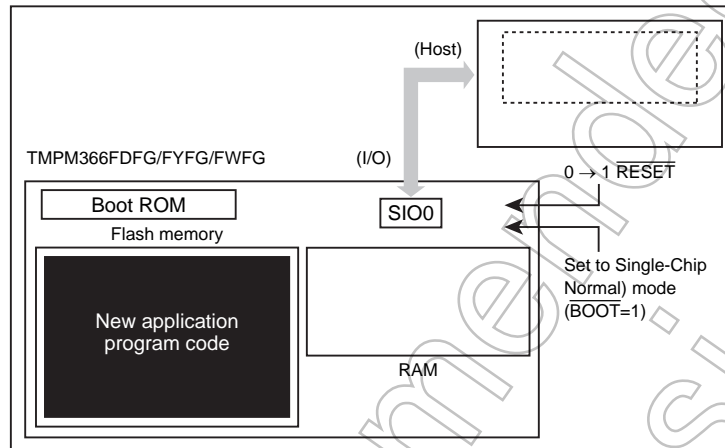 (Host)
TMPM366FDFG/FYFG/FWFG
(I/O)
0 → 1 RESET
Boot ROM
SIO0
Flash memory
Set to Single-Chip
Normal) mode
(BOOT=1)
New application
program code
RAM